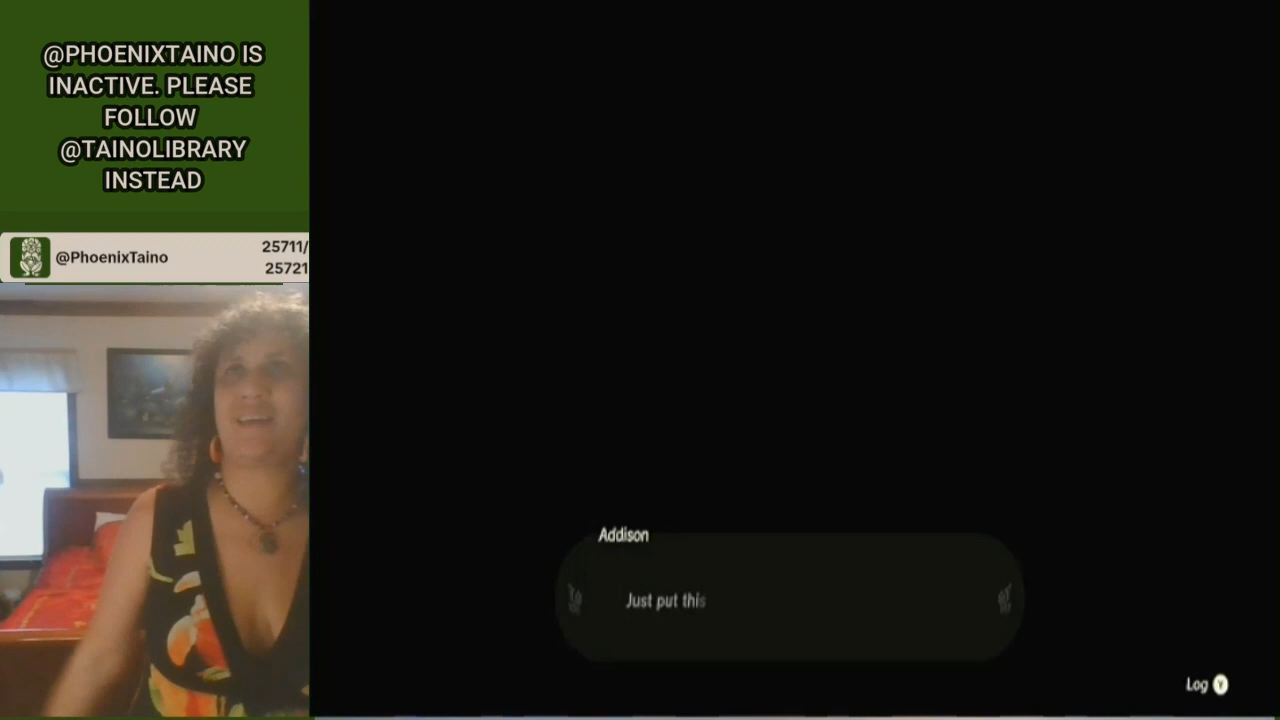 @PHOENIXTAINO IS
INACTIVE. PLEASE
FOLLOW
@TAINOLIBRARY
INSTEAD
@PhoenixTaino
25711/
25721
Addison
Just put this
Log Y